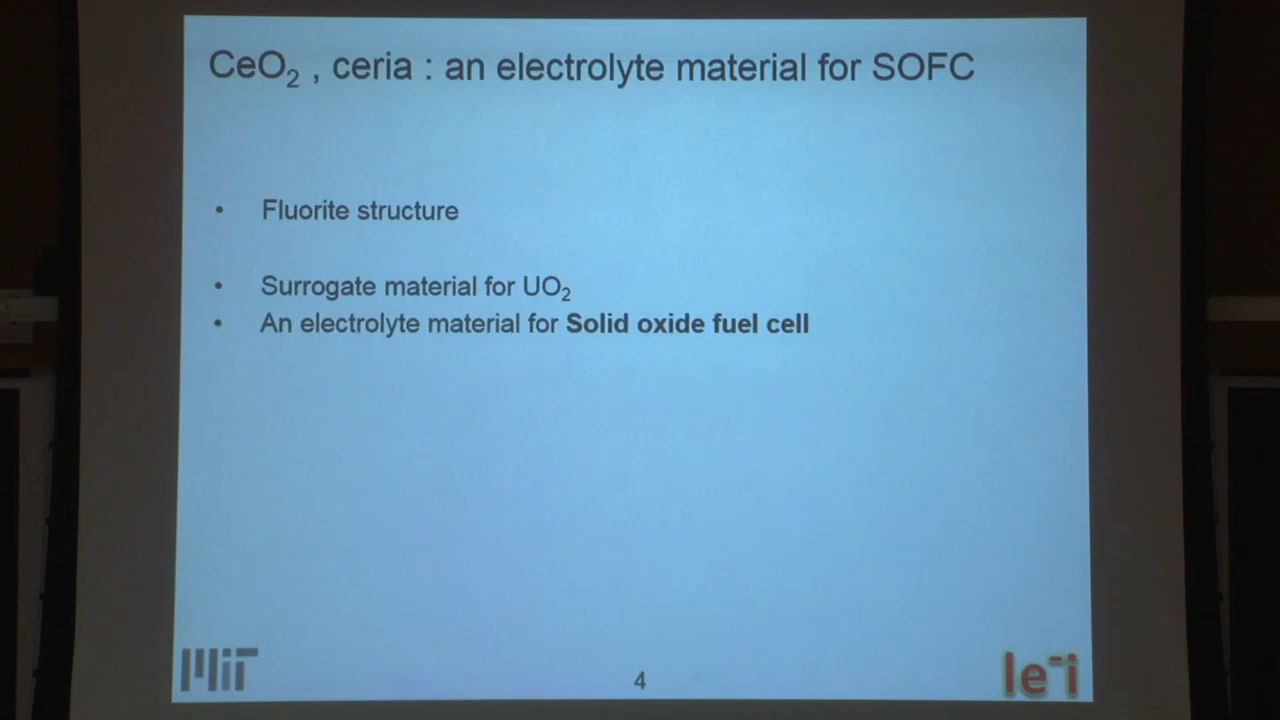 CeO₂ , ceria : an electrolyte material for SOFC
• Fluorite structure
• Surrogate material for UO₂
• An electrolyte material for Solid oxide fuel cell
MIT
4
le⁻i